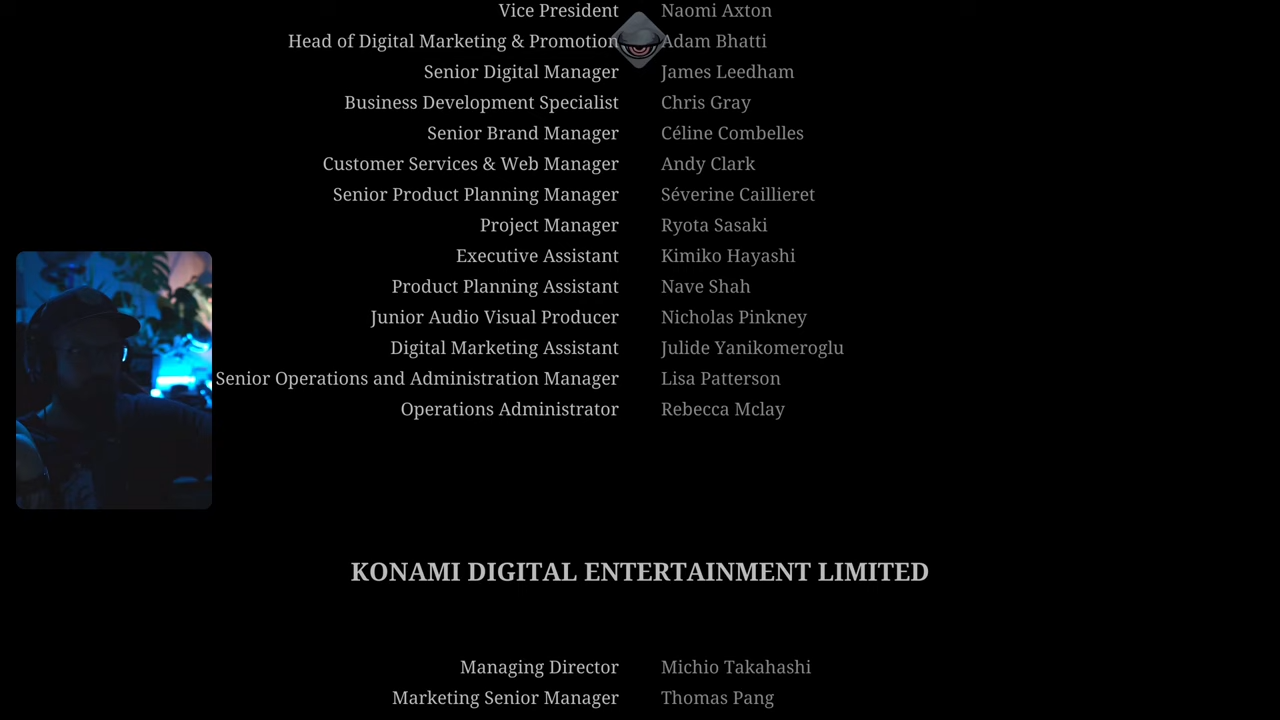 Vice President Naomi Axton
Head of Digital Marketing & Promotion Adam Bhatti
Senior Digital Manager James Leedham
Business Development Specialist Chris Gray
Senior Brand Manager Céline Combelles
Customer Services & Web Manager Andy Clark
Senior Product Planning Manager Séverine Caillieret
Project Manager Ryota Sasaki
Executive Assistant Kimiko Hayashi
Product Planning Assistant Nave Shah
Junior Audio Visual Producer Nicholas Pinkney
Digital Marketing Assistant Julide Yanikomeroglu
Senior Operations and Administration Manager Lisa Patterson
Operations Administrator Rebecca Mclay
KONAMI DIGITAL ENTERTAINMENT LIMITED
Managing Director Michio Takahashi
Marketing Senior Manager Thomas Pang